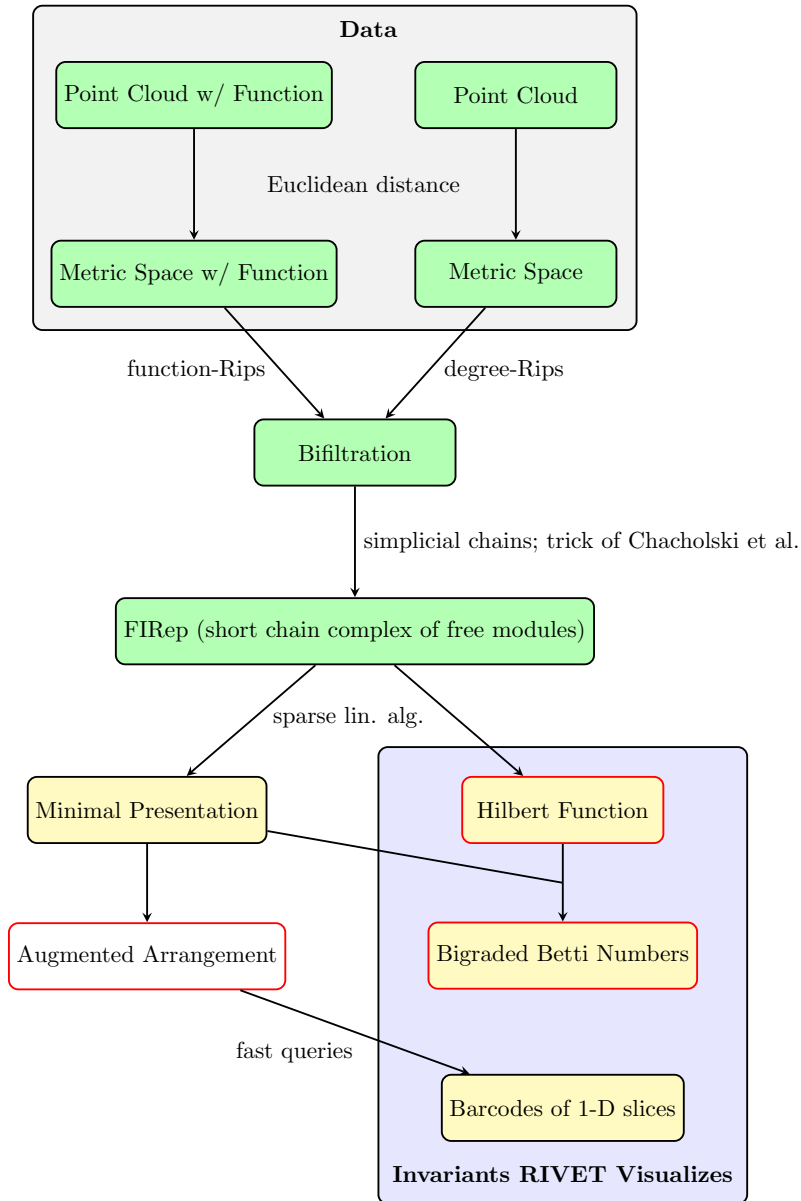 Data
Point Cloud w/ Function
Point Cloud
Euclidean distance
Metric Space w/ Function
Metric Space
function-Rips
degree-Rips
Bifiltration
simplicial chains; trick of Chacholski et al.
FIRep (short chain complex of free modules)
sparse lin. alg.
Minimal Presentation
Hilbert Function
Augmented Arrangement
Bigraded Betti Numbers
fast queries
Barcodes of 1-D slices
Invariants RIVET Visualizes